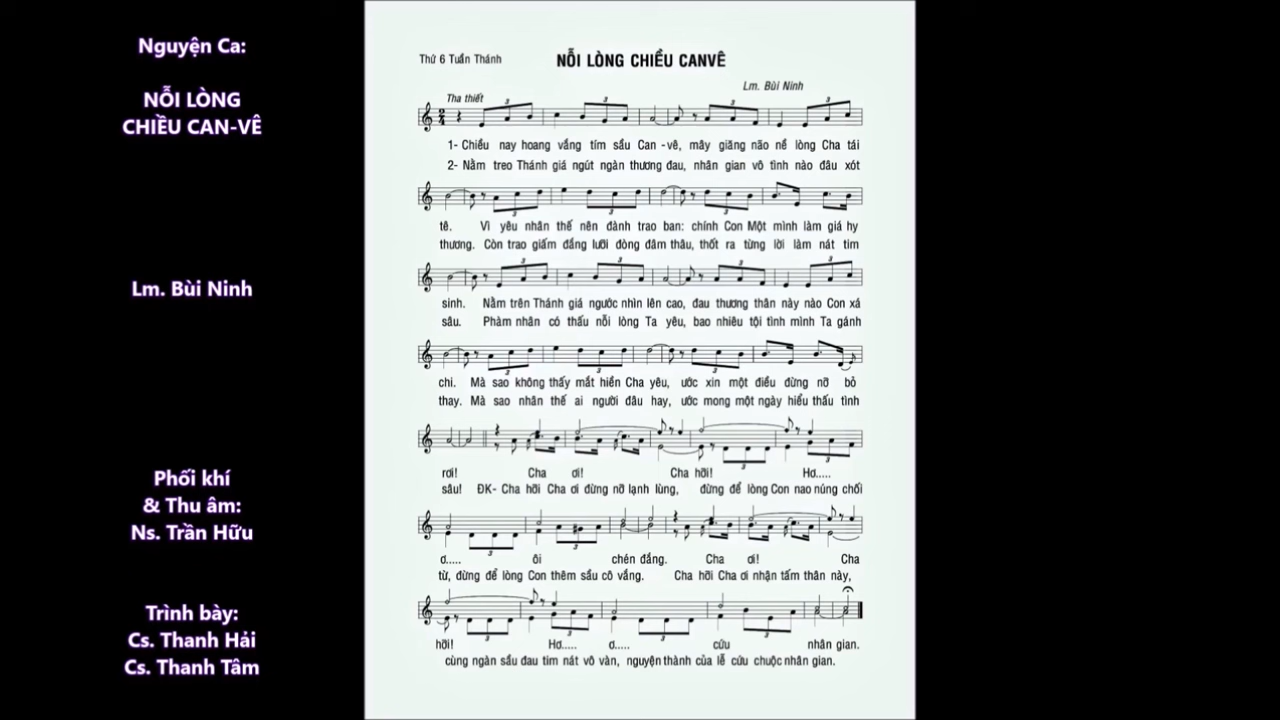 Nguyện Ca:
NỖI LÒNG
CHIỀU CAN-VÊ
Lm. Bùi Ninh
Phối khí
& Thu âm:
Ns. Trần Hữu
Trình bày:
Cs. Thanh Hải
Cs. Thanh Tâm
Thứ 6 Tuần Thánh
NỖI LÒNG CHIỀU CANVÊ
Lm. Bùi Ninh
Tha thiết
1- Chiều nay hoang vắng tím sầu Can -vê, mây giăng não nề lòng Cha tái
2- Nằm treo Thánh giá ngút ngàn thương đau, nhân gian vô tình nào đâu xót
tê. Vì yêu nhân thế nên đành trao ban: chính Con Một mình làm giá hy
thương. Còn trao giấm đắng lưỡi đòng đâm thâu, thốt ra từng lời làm nát tim
sinh. Nằm trên Thánh giá ngước nhìn lên cao, đau thương thân này nào Con xá
sâu. Phàm nhân có thấu nỗi lòng Ta yêu, bao nhiêu tội tình mình Ta gánh
chi. Mà sao không thấy mắt hiền Cha yêu, ước xin một điều đừng nỡ bỏ
thay. Mà sao nhân thế ai người đâu hay, ước mong một ngày hiểu thấu tình
rơi! Cha ơi! Cha hỡi! Hơ.....
sâu! ĐK- Cha hỡi Cha ơi đừng nỡ lạnh lùng, đừng để lòng Con nao núng chối
ơ..... ôi chén đắng. Cha ơi! Cha
từ, đừng để lòng Con thêm sầu cô vắng. Cha hỡi Cha ơi nhận tấm thân này,
hỡi! Hơ..... ơ..... cứu nhân gian.
cùng ngàn sầu đau tim nát vô vàn, nguyện thành của lễ cứu chuộc nhân gian.